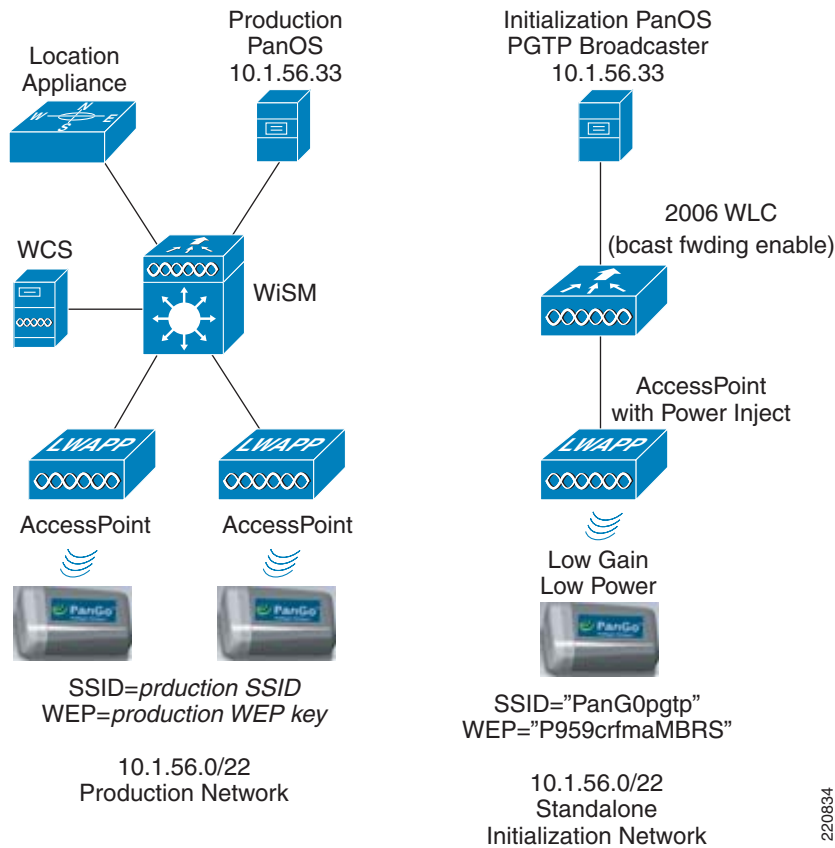 Production
PanOS
10.1.56.33
Location
Appliance
N
W
E
S
WCS
WiSM
LWAPP
LWAPP
AccessPoint
AccessPoint
PanGo
PanGo
SSID=prduction SSID
WEP=production WEP key
10.1.56.0/22
Production Network
Initialization PanOS
PGTP Broadcaster
10.1.56.33
2006 WLC
(bcast fwding enable)
AccessPoint
with Power Inject
LWAPP
Low Gain
Low Power
PanGo
SSID=”PanG0pgtp”
WEP=”P959crfmaMBRS”
10.1.56.0/22
Standalone
Initialization Network
220834